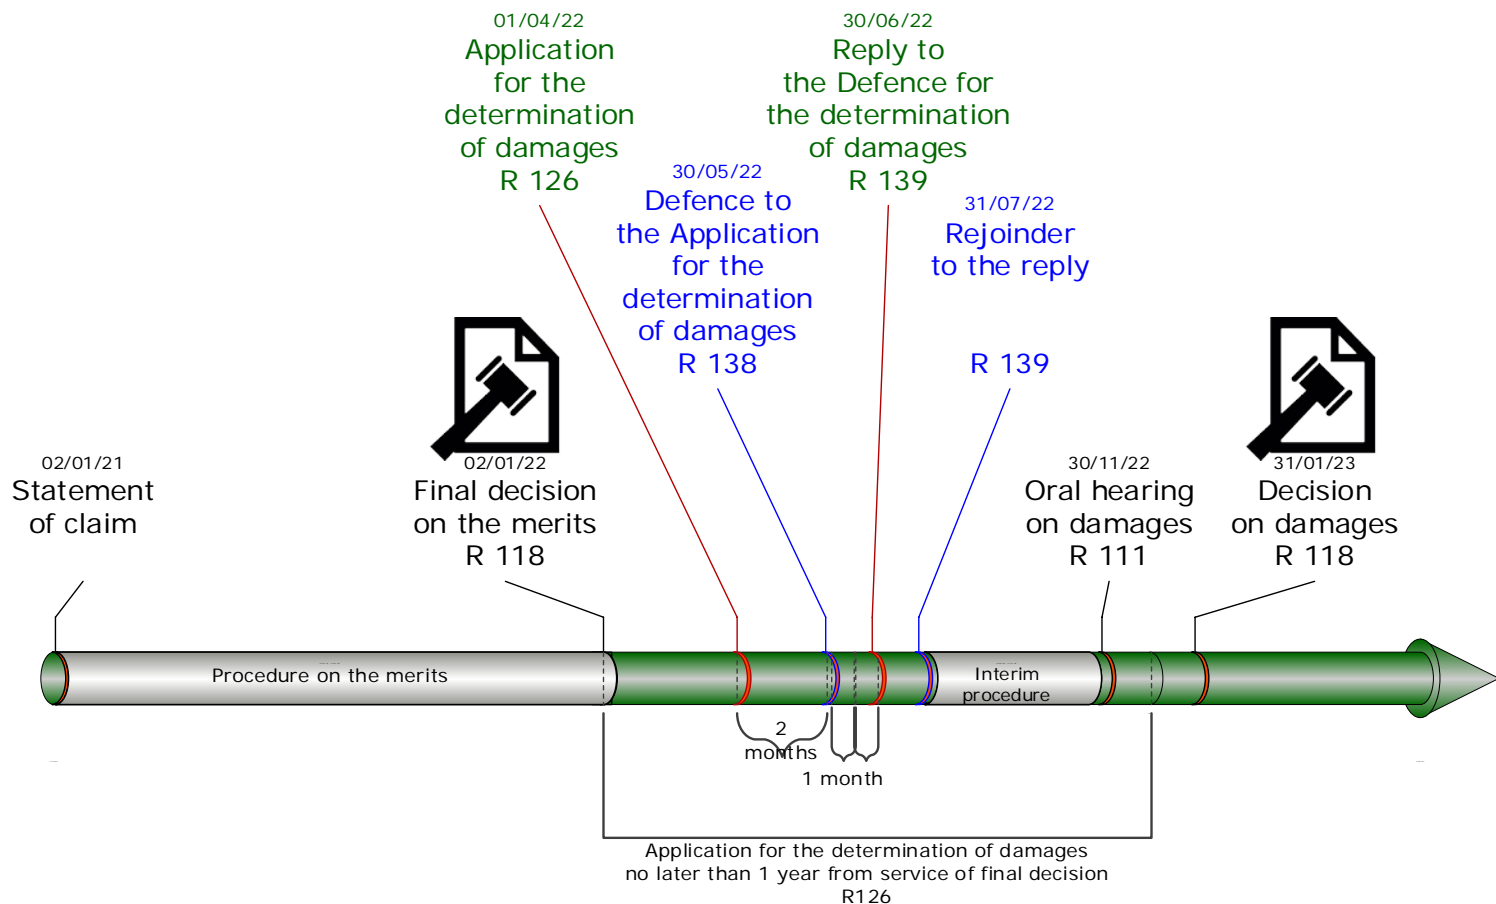 01/04/22
Application
for the
determination
of damages
R 126
30/06/22
Reply to
the Defence for
the determination
of damages
R 139
30/05/22
Defence to
the Application
for the
determination
of damages
R 138
31/07/22
Rejoinder
to the reply
R 139
02/01/21
Statement
of claim
02/01/22
Final decision
on the merits
R 118
30/11/22
Oral hearing
on damages
R 111
31/01/23
Decision
on damages
R 118
Procedure on the merits
Interim
procedure
2
months
1 month
Application for the determination of damages
no later than 1 year from service of final decision
R126